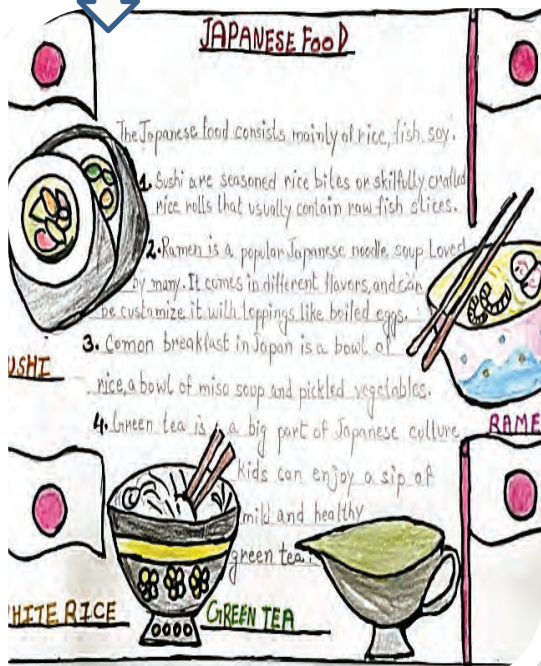 JAPANESE FOOD
The Japanese food consists mainly of rice, fish, soy.
1. Sushi are seasoned rice bites or skilfully crafted
rice rolls that usually contain raw fish slices.
2. Ramen is a popular Japanese noodle soup Loved
by many. It comes in different flavors, and can
be customize it with toppings like boiled eggs.
3. Comon breakfast in Japan is a bowl of
rice, a bowl of miso soup and pickled vegetables.
USHI
4. Green tea is a big part of Japanese culture
RAME
kids can enjoy a sip of
mild and healthy
green tea.
HITE RICE
GREEN TEA